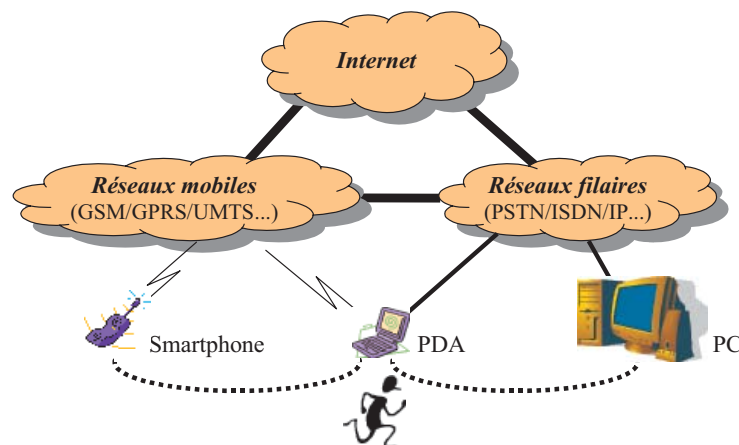 Internet
Réseaux mobiles
(GSM/GPRS/UMTS...)
Réseaux filaires
(PSTN/ISDN/IP...)
Smartphone
PDA
PC